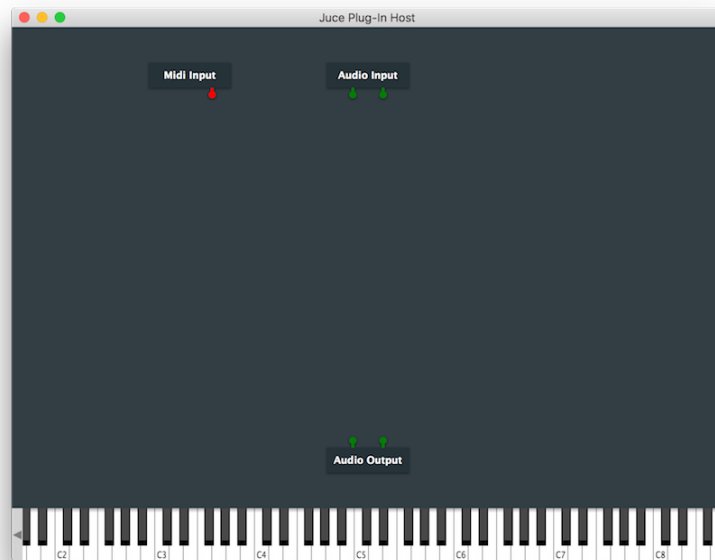 Juce Plug-In Host
Midi Input
Audio Input
Audio Output
C2
C3
C4
C5
C6
C7
C8